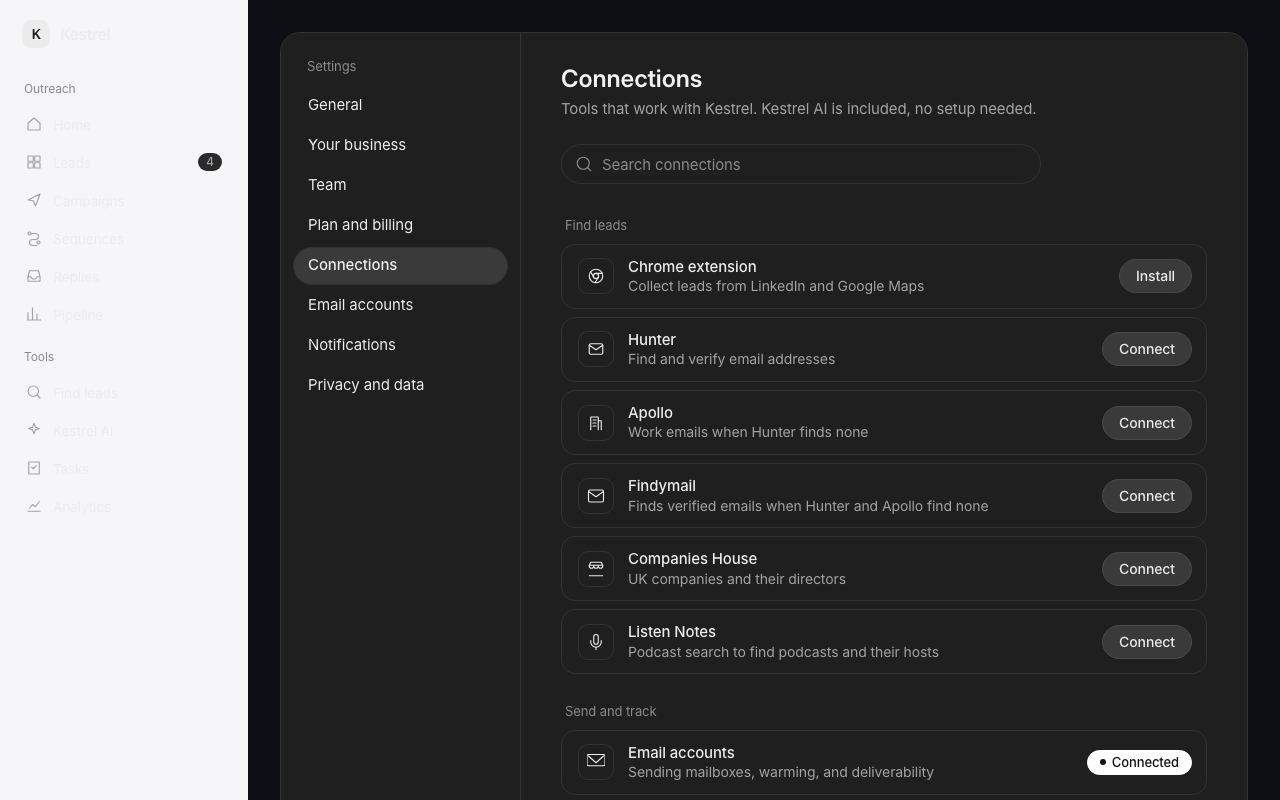 K Kestrel
Outreach
Home
Leads 4
Campaigns
Sequences
Replies
Pipeline
Tools
Find leads
Kestrel AI
Tasks
Analytics
Settings
General
Your business
Team
Plan and billing
Connections
Email accounts
Notifications
Privacy and data
Connections
Tools that work with Kestrel. Kestrel AI is included, no setup needed.
Search connections
Find leads
Chrome extension
Collect leads from LinkedIn and Google Maps
Install
Hunter
Find and verify email addresses
Connect
Apollo
Work emails when Hunter finds none
Connect
Findymail
Finds verified emails when Hunter and Apollo find none
Connect
Companies House
UK companies and their directors
Connect
Listen Notes
Podcast search to find podcasts and their hosts
Connect
Send and track
Email accounts
Sending mailboxes, warming, and deliverability
Connected